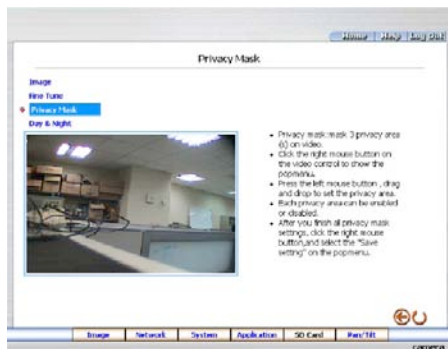 Home | Help | Log Out
Privacy Mask
Image
Fine Tune
Privacy Mask
Day & Night
• Privacy mask:mask 3 privacy area
(s) on video.
• Click the right mouse button on
the video control to show the
popmenu.
• Press the left mouse button , drag
and drop to set the privacy area.
• Each privacy area can be enabled
or disabled.
• After you finish all privacy mask
settings, click the right mouse
button,and select the "Save
setting" on the popmenu.
Image Network System Application SD Card Pan/Tilt
camera